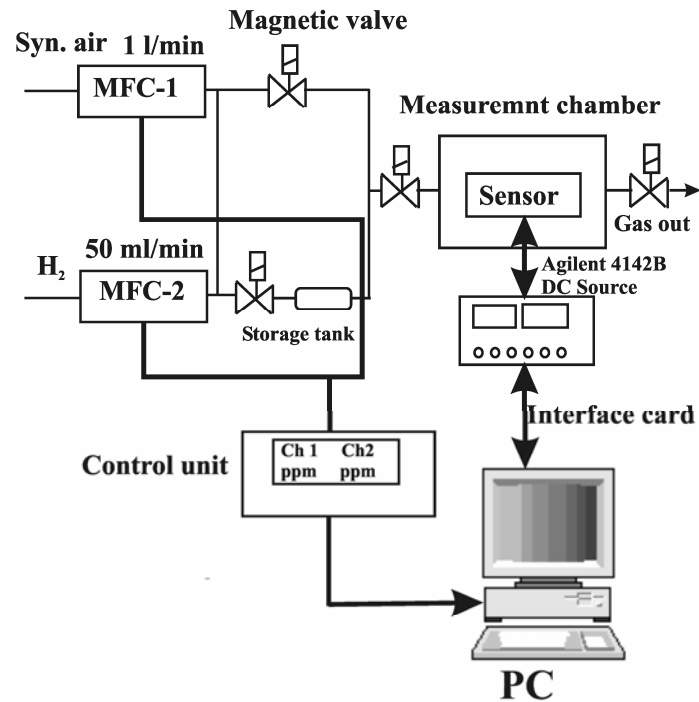 Magnetic valve
Syn. air 1 l/min
MFC-1
Measuremnt chamber
Sensor
Gas out
50 ml/min
H₂
MFC-2
Storage tank
Agilent 4142B
DC Source
Interface card
Control unit
Ch 1 Ch2
ppm ppm
PC